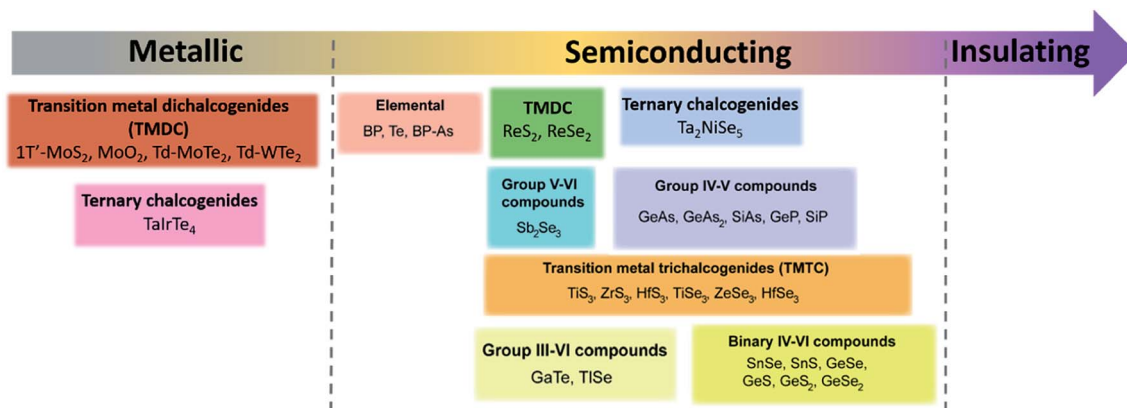 Metallic
Semiconducting
Insulating
Transition metal dichalcogenides
(TMDC)
1T’-MoS₂, MoO₂, Td-MoTe₂, Td-WTe₂
Ternary chalcogenides
TaIrTe₄
Elemental
BP, Te, BP-As
TMDC
ReS₂, ReSe₂
Ternary chalcogenides
Ta₂NiSe₅
Group V-VI
compounds
Sb₂Se₃
Group IV-V compounds
GeAs, GeAs₂, SiAs, GeP, SiP
Transition metal trichalcogenides (TMTC)
TiS₃, ZrS₃, HfS₃, TiSe₃, ZeSe₃, HfSe₃
Group III-VI compounds
GaTe, TlSe
Binary IV-VI compounds
SnSe, SnS, GeSe,
GeS, GeS₂, GeSe₂